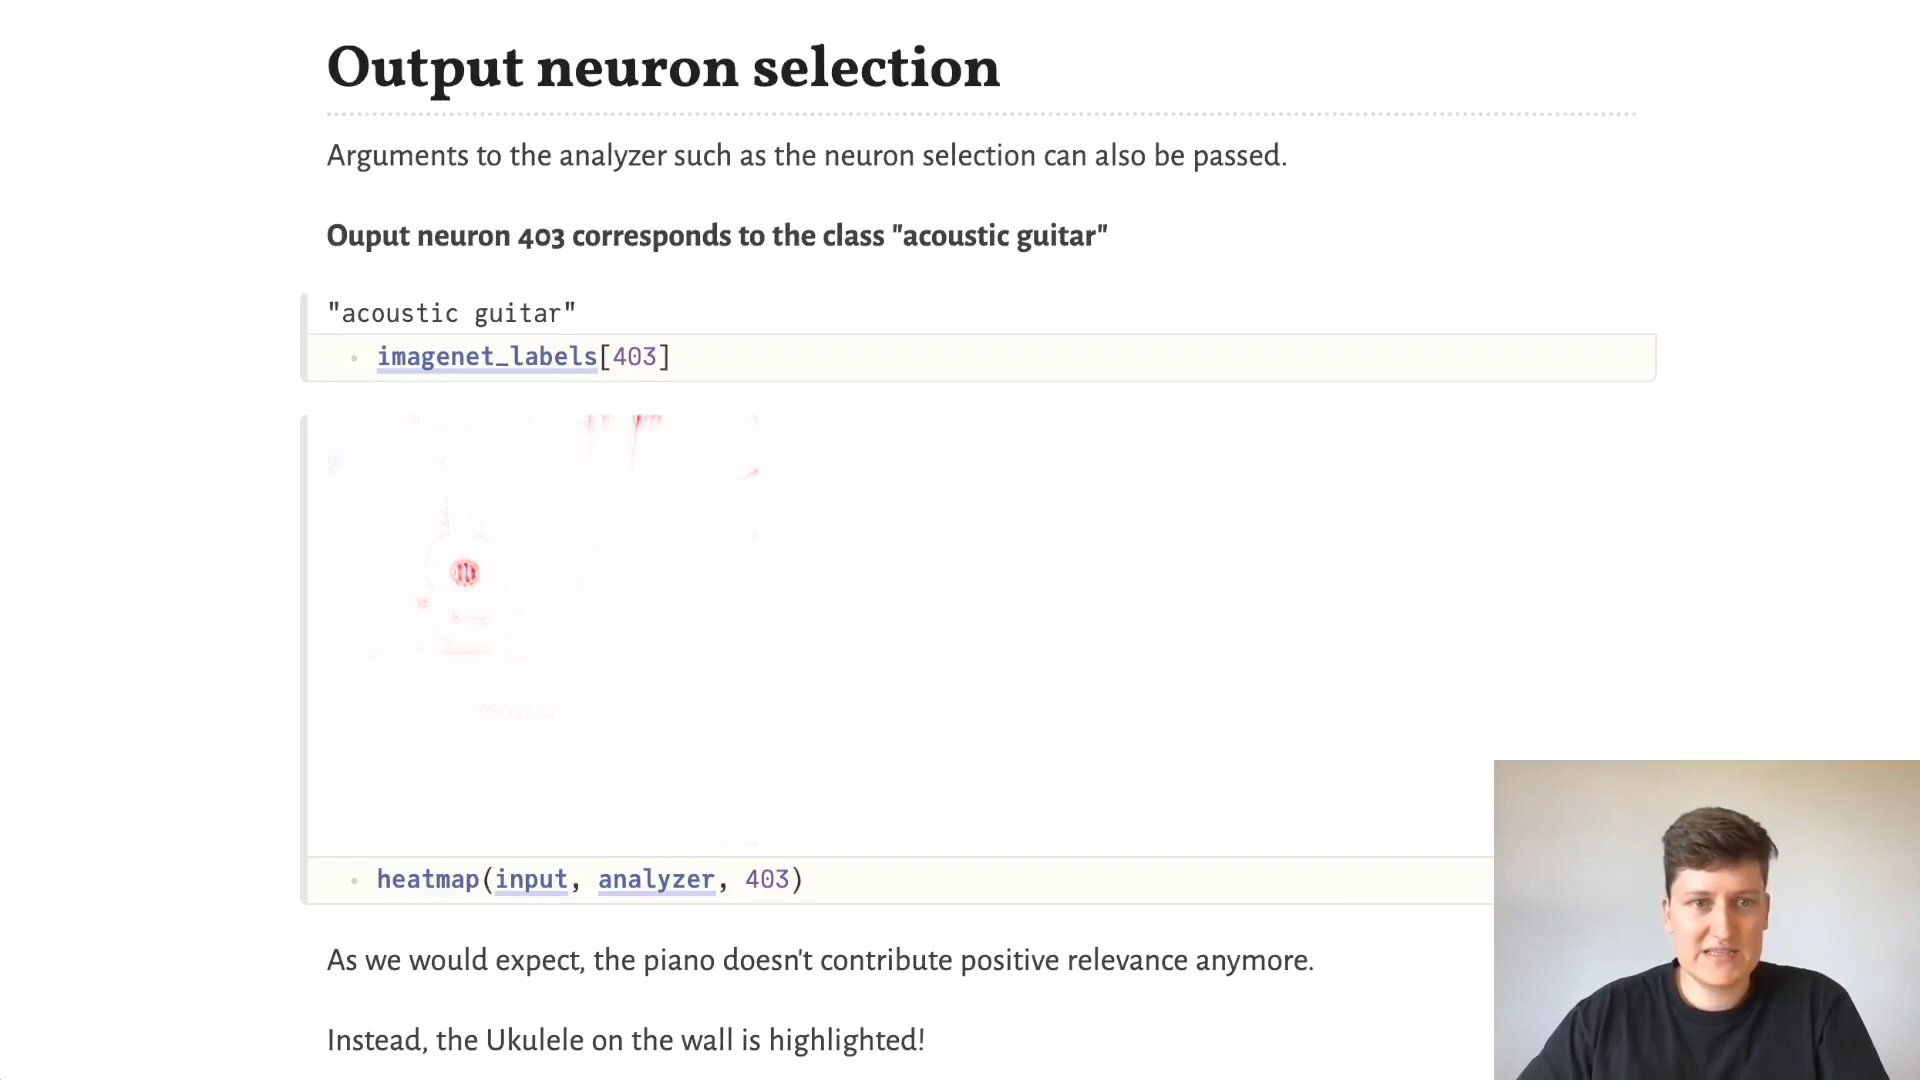 Output neuron selection
Arguments to the analyzer such as the neuron selection can also be passed.
Ouput neuron 403 corresponds to the class "acoustic guitar"
"acoustic guitar"
imagenet_labels[403]
heatmap(input, analyzer, 403)
As we would expect, the piano doesn't contribute positive relevance anymore.
Instead, the Ukulele on the wall is highlighted!